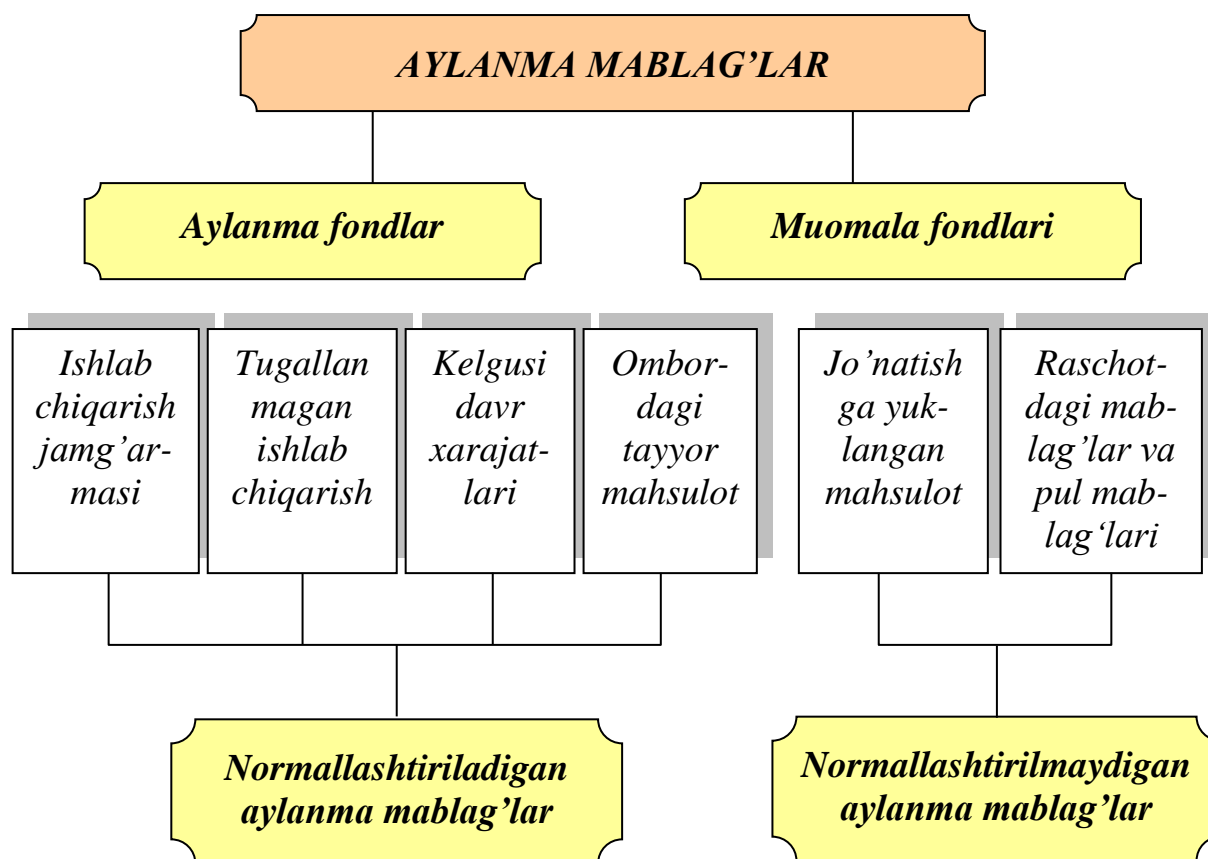 AYLANMA MABLAG’LAR
Aylanma fondlar
Muomala fondlari
Ishlab
chiqarish
jamg’ar-
masi
Tugallan
magan
ishlab
chiqarish
Kelgusi
davr
xarajat-
lari
Ombor-
dagi
tayyor
mahsulot
Jo’natish
ga yuk-
langan
mahsulot
Raschot-
dagi mab-
lag’lar va
pul mab-
lag‘lari
Normallashtiriladigan
aylanma mablag’lar
Normallashtirilmaydigan
aylanma mablag’lar